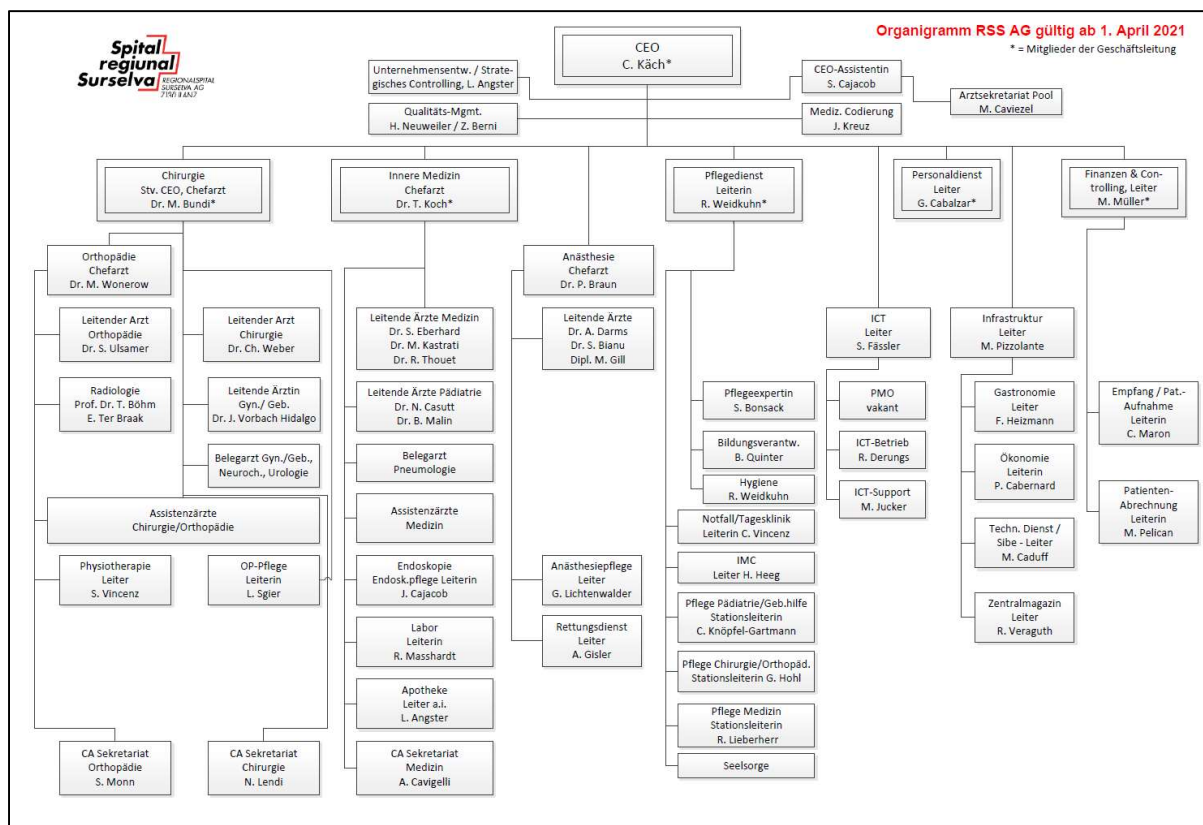 Spital
regional
Surselva
REGIONALSPITAL
SURSELVA AG
7130 ILANZ
Organigramm RSS AG gültig ab 1. April 2021
* = Mitglieder der Geschäftsleitung
CEO
C. Käch*
Unternehmensentw. / Strate-
gisches Controlling, L. Angster
CEO-Assistentin
S. Cajacob
Arztsekretariat Pool
M. Caviezel
Qualitäts-Mgmt.
H. Neuweiler / Z. Berni
Mediz. Codierung
J. Kreuz
Chirurgie
Stv. CEO, Chefarzt
Dr. M. Bundi*
Innere Medizin
Chefarzt
Dr. T. Koch*
Pflegedienst
Leiterin
R. Weidkuhn*
Personaldienst
Leiter
G. Cabalzar*
Finanzen & Con-
trolling, Leiter
M. Müller*
Orthopädie
Chefarzt
Dr. M. Wonerow
Anästhesie
Chefarzt
Dr. P. Braun
Leitender Arzt
Orthopädie
Dr. S. Ulsamer
Leitender Arzt
Chirurgie
Dr. Ch. Weber
Leitende Ärzte Medizin
Dr. S. Eberhard
Dr. M. Kastrati
Dr. R. Thouet
Leitende Ärzte
Dr. A. Darms
Dr. S. Bianu
Dipl. M. Gill
ICT
Leiter
S. Fässler
Infrastruktur
Leiter
M. Pizzolante
Radiologie
Prof. Dr. T. Böhm
E. Ter Braak
Leitende Ärztin
Gyn./ Geb.
Dr. J. Vorbach Hidalgo
Leitende Ärzte Pädiatrie
Dr. N. Casutt
Dr. B. Malin
Pflegeexpertin
S. Bonsack
PMO
vakant
Gastronomie
Leiter
F. Heizmann
Empfang / Pat.-
Aufnahme
Leiterin
C. Maron
Belegarzt Gyn./Geb.,
Neuroch., Urologie
Belegarzt
Pneumologie
Bildungsverantw.
B. Quinter
ICT-Betrieb
R. Derungs
Ökonomie
Leiterin
P. Cabernard
Hygiene
R. Weidkuhn
ICT-Support
M. Jucker
Patienten-
Abrechnung
Leiterin
M. Pelican
Assistenzärzte
Chirurgie/Orthopädie
Assistenzärzte
Medizin
Notfall/Tagesklinik
Leiterin C. Vincenz
Techn. Dienst /
Sibe - Leiter
M. Caduff
Physiotherapie
Leiter
S. Vincenz
OP-Pflege
Leiterin
L. Sgier
Endoskopie
Endosk.pflege Leiterin
J. Cajacob
Anästhesiepflege
Leiter
G. Lichtenwalder
IMC
Leiter H. Heeg
Pflege Pädiatrie/Geb.hilfe
Stationsleiterin
C. Knöpfel-Gartmann
Zentralmagazin
Leiter
R. Veraguth
Labor
Leiterin
R. Masshardt
Rettungsdienst
Leiter
A. Gisler
Pflege Chirurgie/Orthopäd.
Stationsleiterin G. Hohl
Apotheke
Leiter a.i.
L. Angster
Pflege Medizin
Stationsleiterin
R. Lieberherr
CA Sekretariat
Orthopädie
S. Monn
CA Sekretariat
Chirurgie
N. Lendi
CA Sekretariat
Medizin
A. Cavigelli
Seelsorge